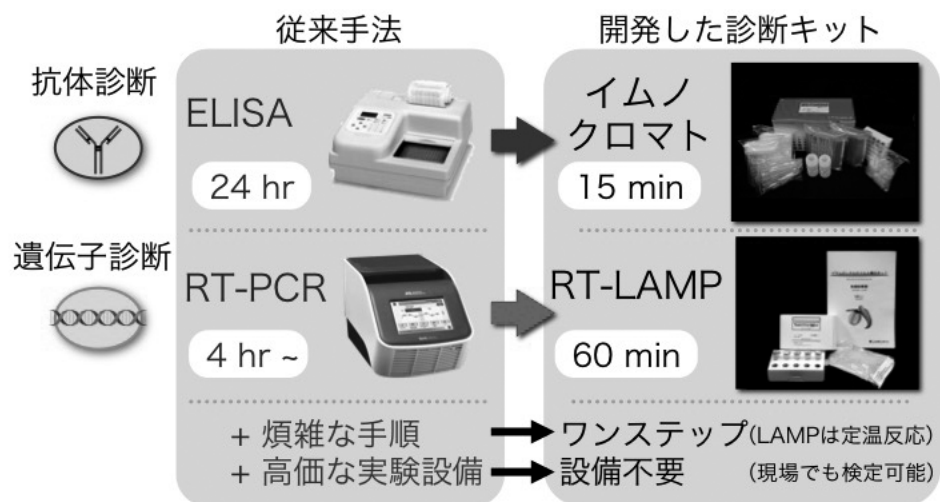 従来手法
開発した診断キット
抗体診断
ELISA
24 hr
イムノ
クロマト
15 min
遺伝子診断
RT-PCR
4 hr ~
RT-LAMP
60 min
+ 煩雑な手順
ワンステップ(LAMPは定温反応)
+ 高価な実験設備
設備不要
(現場でも検定可能)